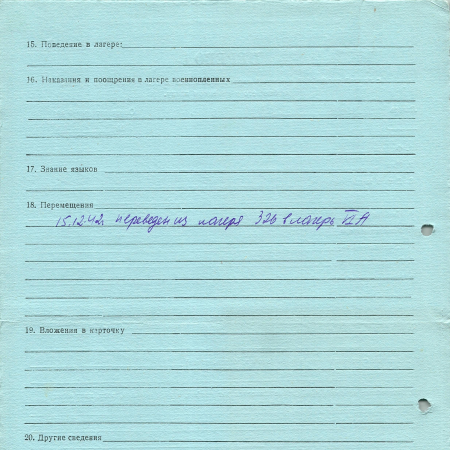 15. Поведение в лагере:
16. Наказания и поощрения в лагере военнопленных
17. Знание языков
18. Перемещения
15.12.42. переведен из лагеря 326 в лагерь VI A
19. Вложения в карточку
20. Другие сведения